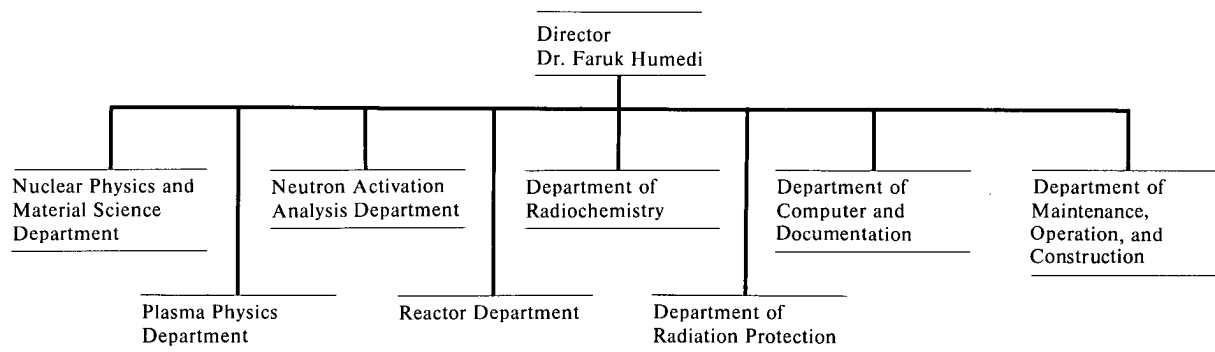 Director
Dr. Faruk Humedi
Nuclear Physics and
Material Science
Department
Neutron Activation
Analysis Department
Department of
Radiochemistry
Department of
Computer and
Documentation
Department of
Maintenance,
Operation, and
Construction
Plasma Physics
Department
Reactor Department
Department of
Radiation Protection